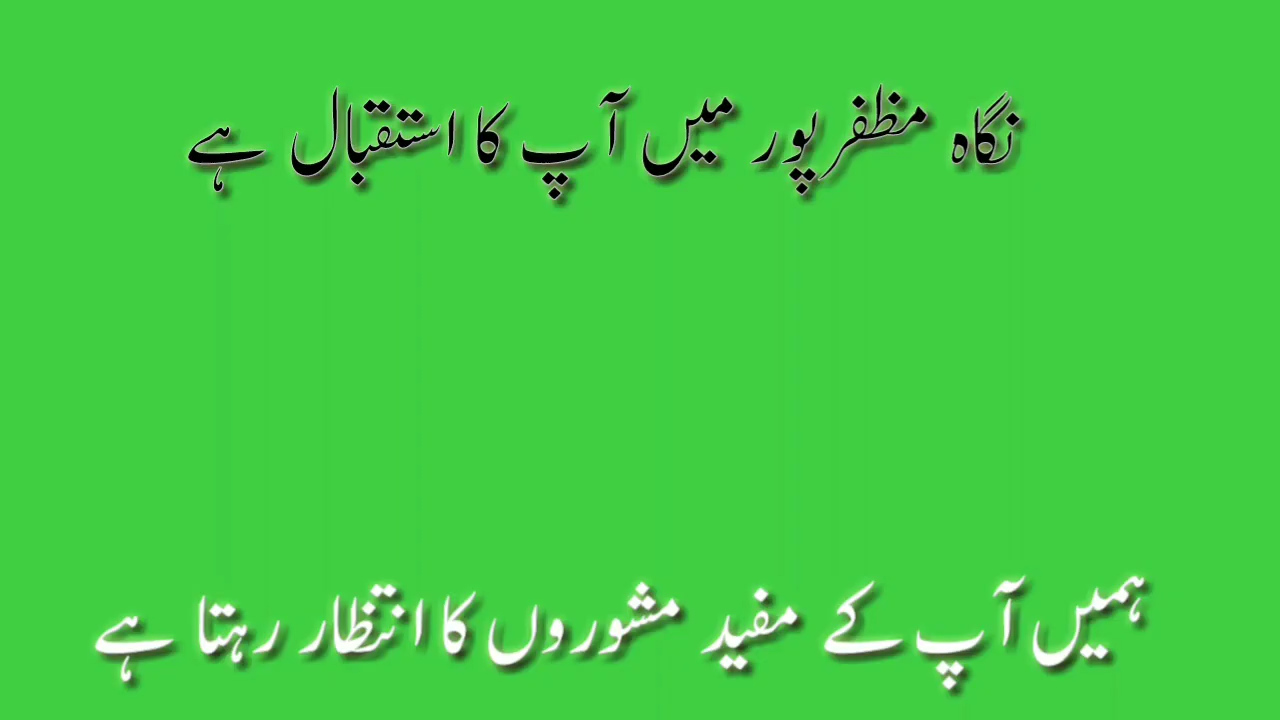 نگاہ مظفرپور میں آپ کا استقبال ہے
ہمیں آپ کے مفید مشوروں کا انتظار رہتا ہے